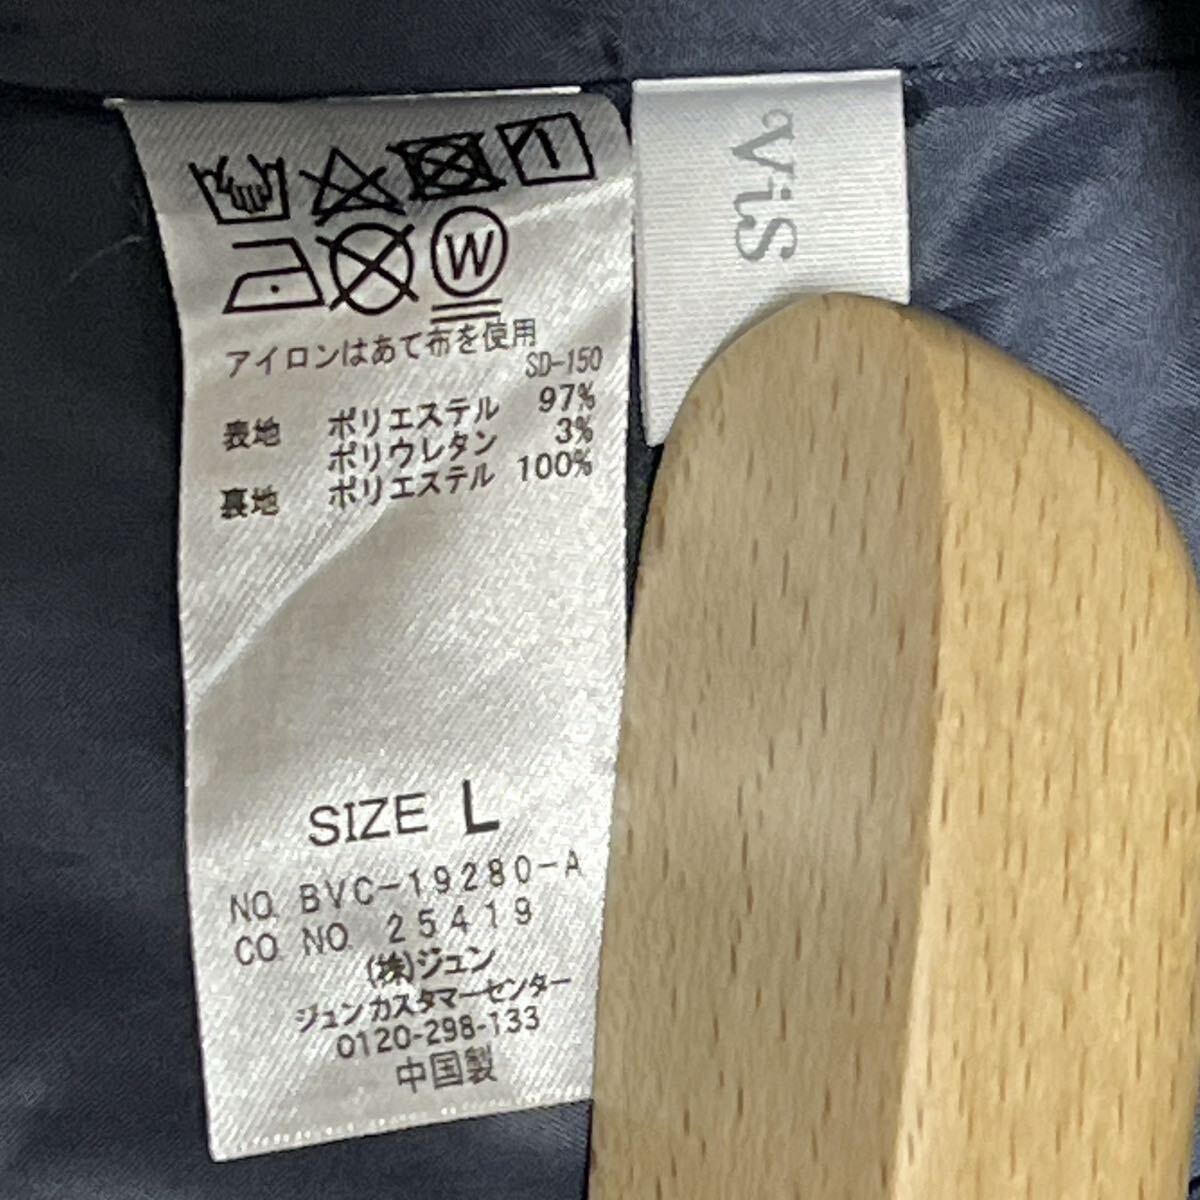 W
アイロンはあて布を使用
SD-150
表地 ポリエステル 97%
ポリウレタン 3%
裏地 ポリエステル 100%
SIZE L
NO. BVC-19280-A
CO. NO. 25419
(株)ジュン
ジュンカスタマーセンター
0120-298-133
中国製
ViS